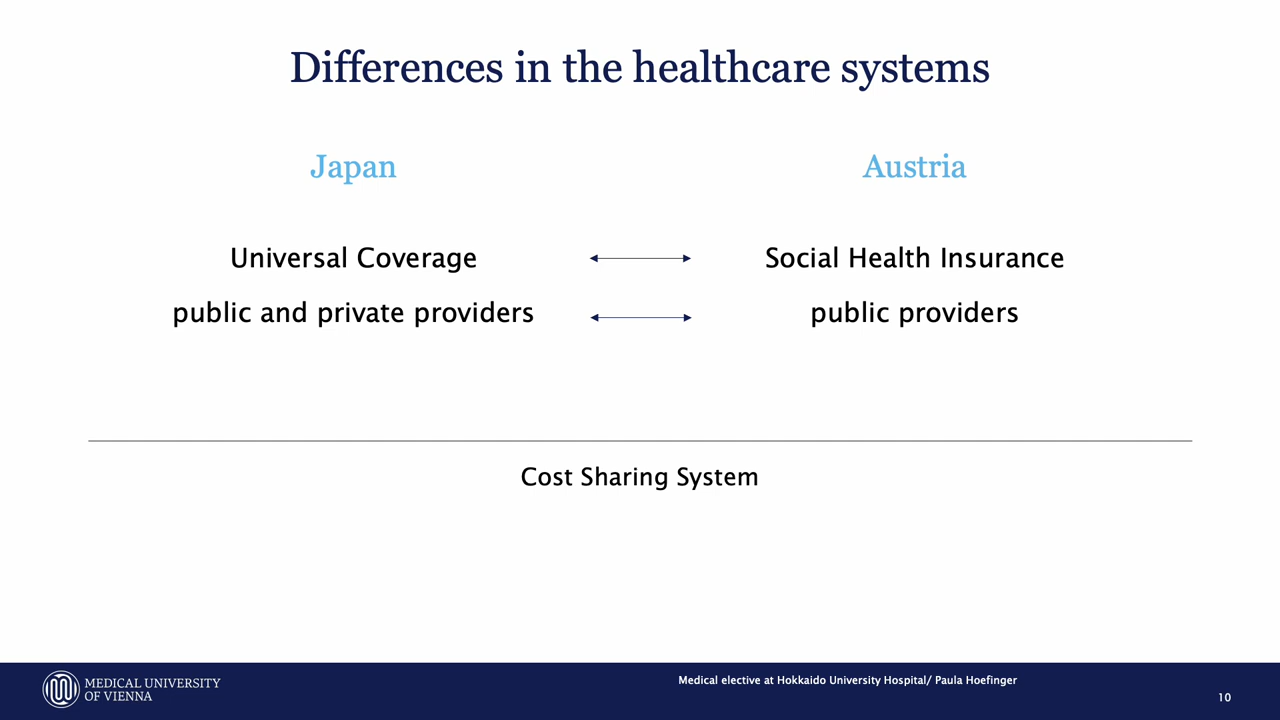 Differences in the healthcare systems
Japan
Austria
Universal Coverage
Social Health Insurance
public and private providers
public providers
Cost Sharing System
MEDICAL UNIVERSITY
OF VIENNA
Medical elective at Hokkaido University Hospital/ Paula Hoefinger
10